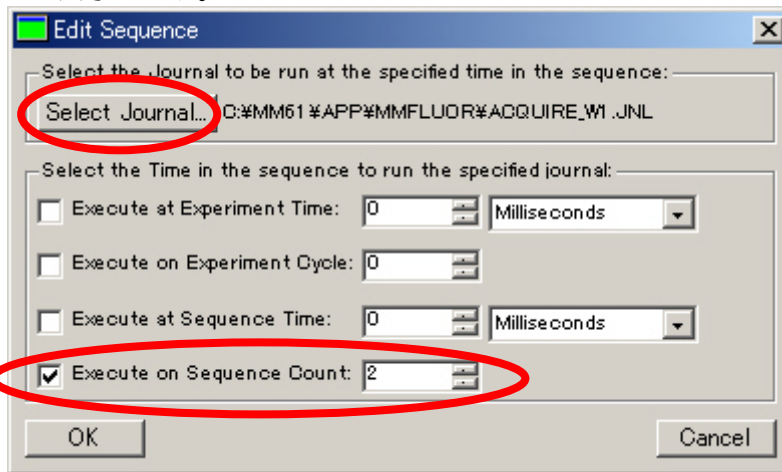 Edit Sequence
Select the Journal to be run at the specified time in the sequence:
Select Journal... C:¥MM61¥APP¥MMFLUOR¥ACQUIRE_W1.JNL
Select the Time in the sequence to run the specified journal:
Execute at Experiment Time: 0 Milliseconds
Execute on Experiment Cycle: 0
Execute at Sequence Time: 0 Milliseconds
Execute on Sequence Count: 2
OK Cancel